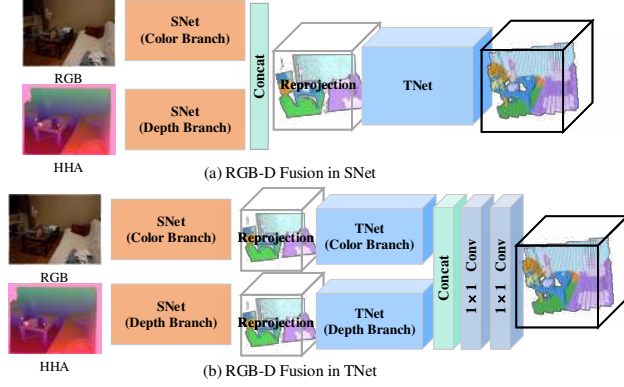 SNet
(Color Branch)
RGB
SNet
(Depth Branch)
HHA
Concat
Reprojection
TNet
(a) RGB-D Fusion in SNet
SNet
(Color Branch)
RGB
Reprojection
TNet
(Color Branch)
SNet
(Depth Branch)
HHA
Reprojection
TNet
(Depth Branch)
Concat
1×1 Conv
1×1 Conv
(b) RGB-D Fusion in TNet